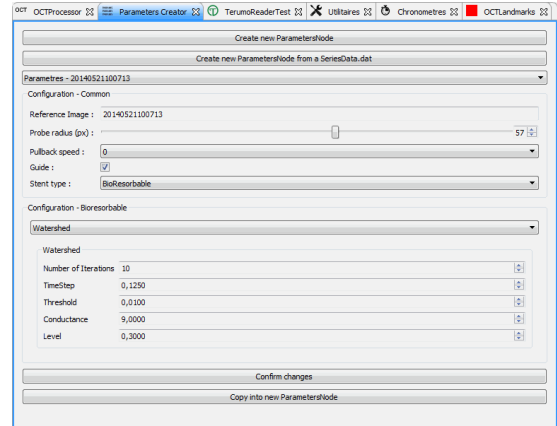 OCT OCTProcessor Parameters Creator TerumoReaderTest Utilitaires Chronometres OCTLandmarks
Create new ParametersNode
Create new ParametersNode from a SeriesData.dat
Parametres - 20140521100713
Configuration - Common
Reference Image : 20140521100713
Probe radius (px) : 57
Pullback speed : 0
Guide :
Stent type : BioResorbable
Configuration - Bioresorbable
Watershed
Watershed
Number of Iterations 10
TimeStep 0,1250
Threshold 0,0100
Conductance 9,0000
Level 0,3000
Confirm changes
Copy into new ParametersNode